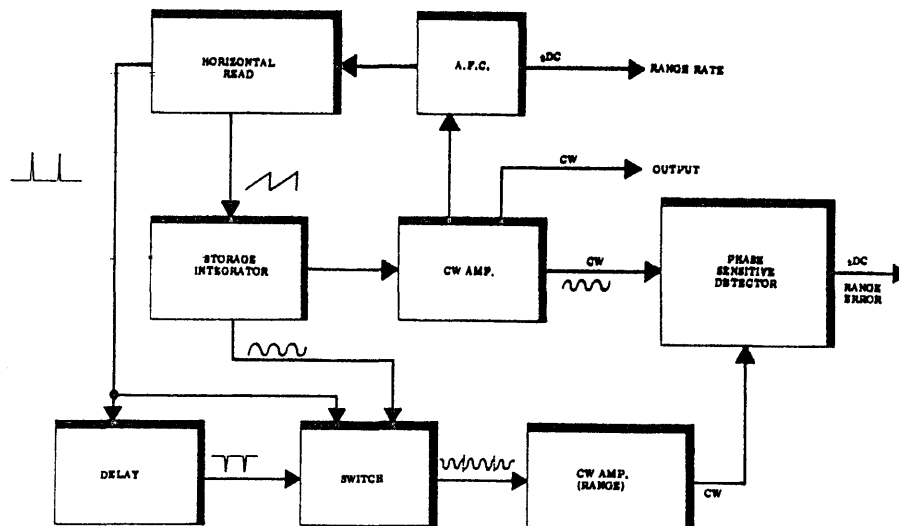 HORIZONTAL
READ
A.F.C.
±DC
RANGE RATE
CW
OUTPUT
STORAGE
INTEGRATOR
CW AMP.
CW
PHASE
SENSITIVE
DETECTOR
±DC
RANGE
ERROR
DELAY
SWITCH
CW AMP.
(RANGE)
CW